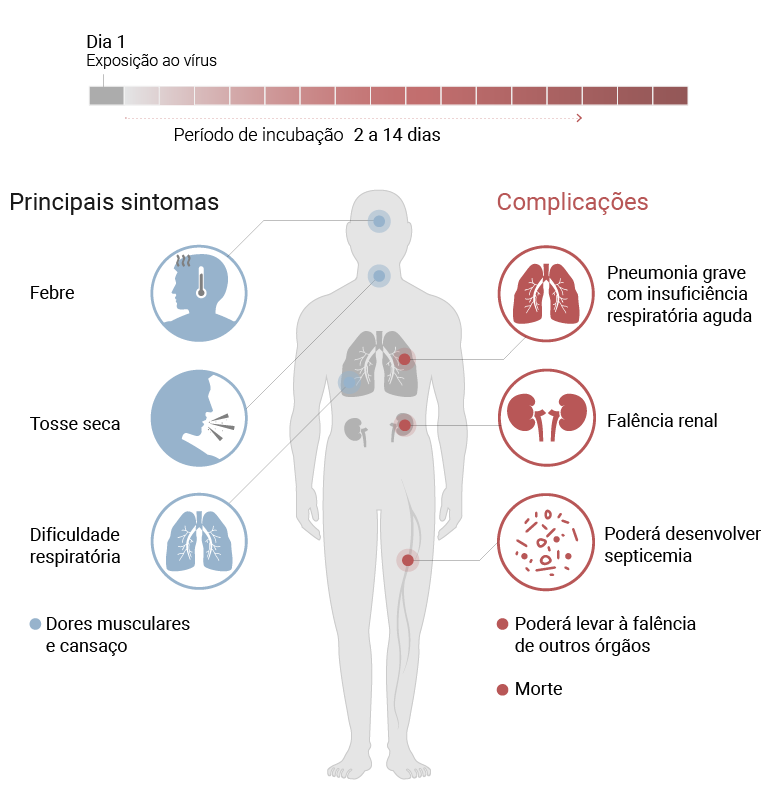 Dia 1
Exposição ao vírus
Período de incubação 2 a 14 dias
Principais sintomas
Febre
Tosse seca
Dificuldade
respiratória
Dores musculares
e cansaço
Complicações
Pneumonia grave
com insuficiência
respiratória aguda
Falência renal
Poderá desenvolver
septicemia
Poderá levar à falência
de outros órgãos
Morte